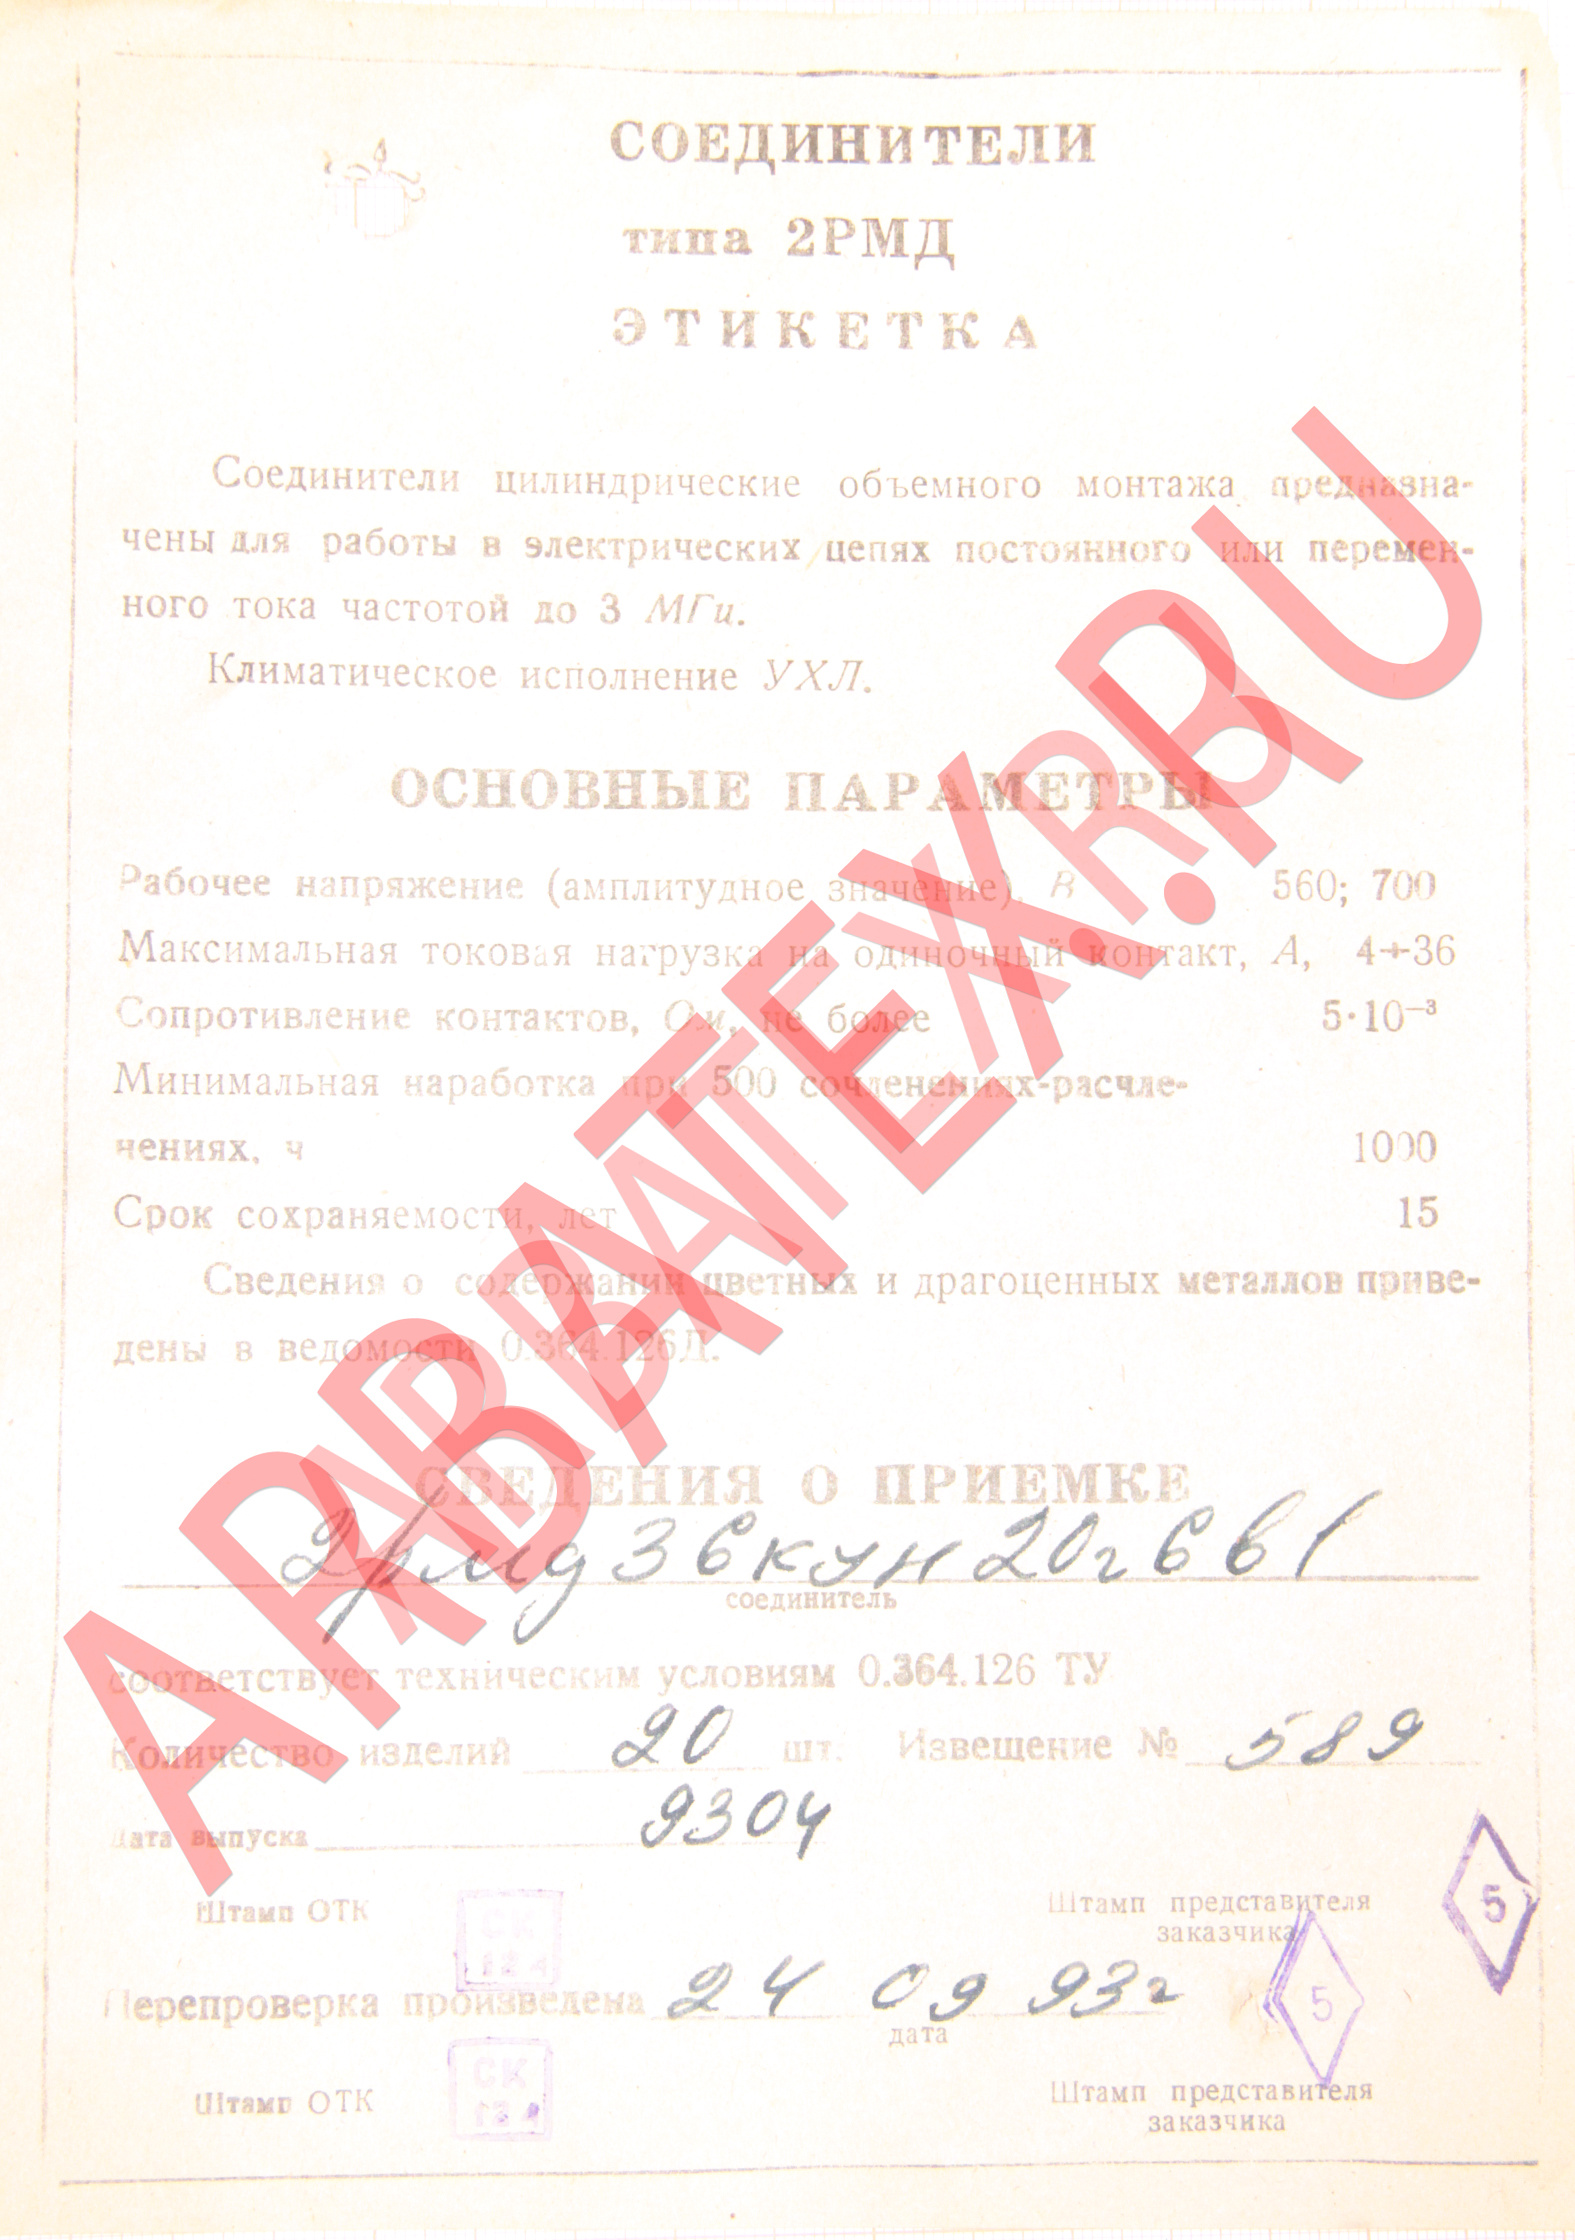 СОЕДИНИТЕЛИ
типа 2РМД
ЭТИКЕТКА
Соединители цилиндрические объемного монтажа предназна-
чены для работы в электрических цепях постоянного или перемен-
ного тока частотой до 3 МГц.
Климатическое исполнение УХЛ.
ОСНОВНЫЕ ПАРАМЕТРЫ
Рабочее напряжение (амплитудное значение), В 560; 700
Максимальная токовая нагрузка на одиночный контакт, А, 4÷36
Сопротивление контактов, Ом, не более 5·10⁻³
Минимальная наработка при 500 сочленениях-расчле-
нениях, ч 1000
Срок сохраняемости, лет 15
Сведения о содержании цветных и драгоценных металлов приве-
дены в ведомости 0.364.126Д.
СВЕДЕНИЯ О ПРИЕМКЕ
2рмд36кун20г6в1
соединитель
соответствует техническим условиям 0.364.126 ТУ
Количество изделий 20 шт. Извещение № 589
Дата выпуска 9304
Штамп ОТК СК Штамп представителя
заказчика
5
Перепроверка произведена 24 09 93г
дата
5
Штамп ОТК СК Штамп представителя
заказчика
ARBATEX.RU
ARBATEX.RU